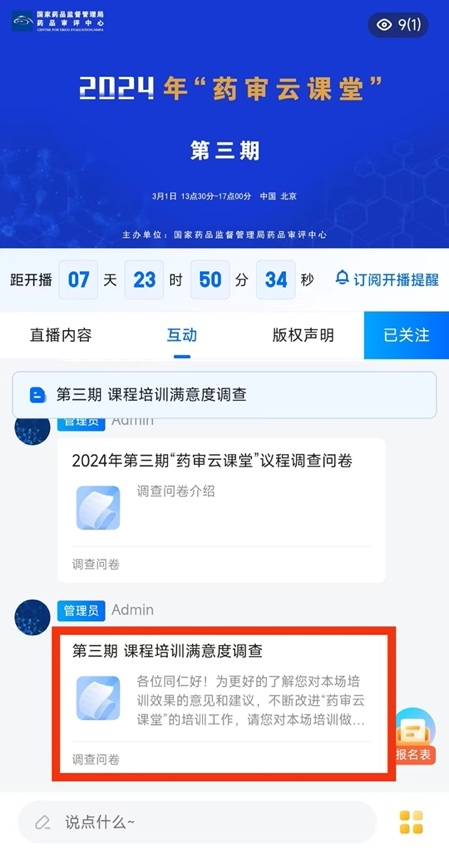 国家药品监督管理局
药品审评中心
CENTER FOR DRUG EVALUATION, NMPA
9(1)
2024年“药审云课堂”
第三期
3月1日 13点30分~17点00分 中国 北京
主办单位：国家药品监督管理局药品审评中心
距开播 07 天 23 时 50 分 34 秒 订阅开播提醒
直播内容 互动 版权声明 已关注
第三期 课程培训满意度调查
管理员 Admin
2024年第三期“药审云课堂”议程调查问卷
调查问卷介绍
调查问卷
管理员 Admin
第三期 课程培训满意度调查
各位同仁好！为更好的了解您对本场培
训效果的意见和建议，不断改进“药审云
课堂”的培训工作，请您对本场培训做...
调查问卷
报名表
说点什么~